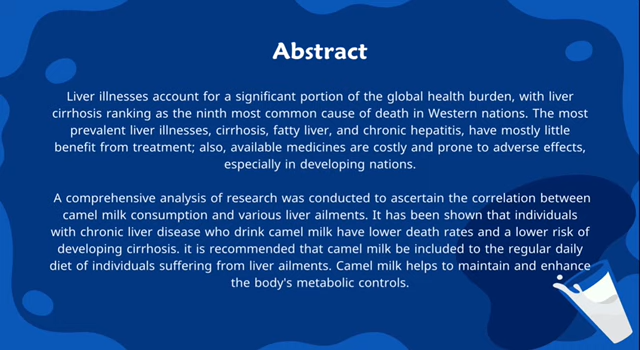 Abstract
Liver illnesses account for a significant portion of the global health burden, with liver
cirrhosis ranking as the ninth most common cause of death in Western nations. The most
prevalent liver illnesses, cirrhosis, fatty liver, and chronic hepatitis, have mostly little
benefit from treatment; also, available medicines are costly and prone to adverse effects,
especially in developing nations.
A comprehensive analysis of research was conducted to ascertain the correlation between
camel milk consumption and various liver ailments. It has been shown that individuals
with chronic liver disease who drink camel milk have lower death rates and a lower risk of
developing cirrhosis. it is recommended that camel milk be included to the regular daily
diet of individuals suffering from liver ailments. Camel milk helps to maintain and enhance
the body's metabolic controls.